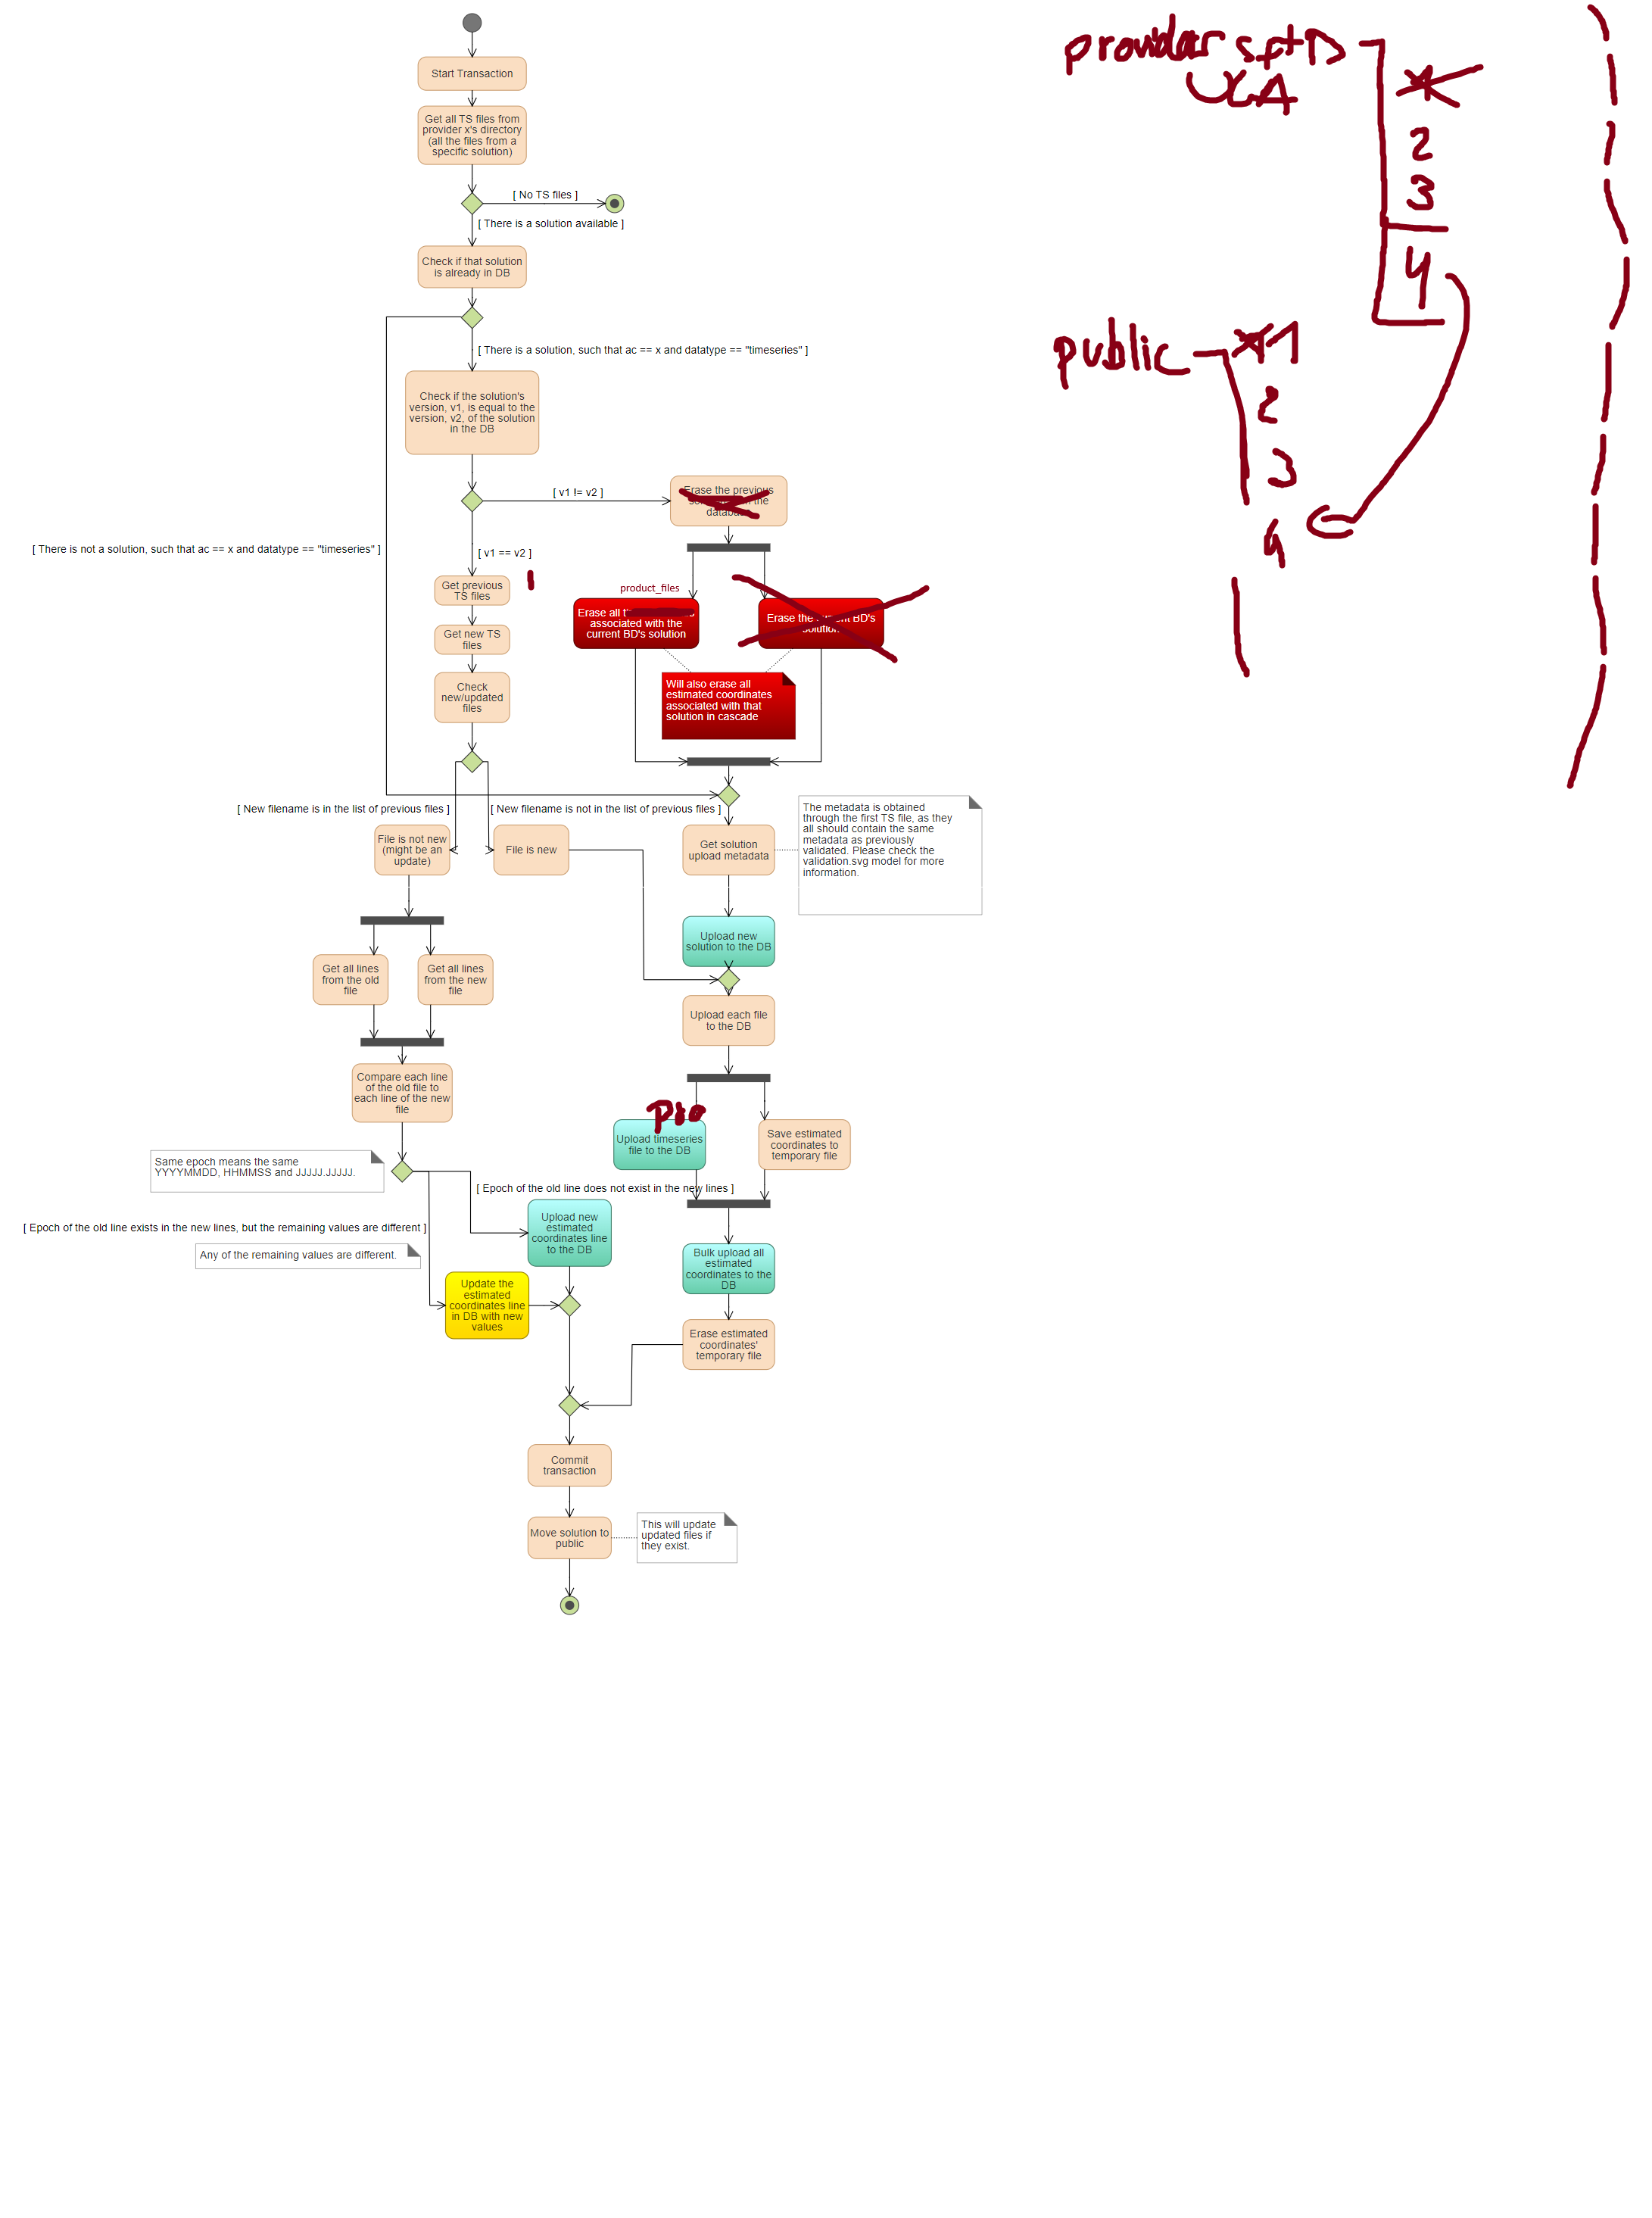 Start Transaction
Get all TS files from
provider x's directory
(all the files from a
specific solution)
[ No TS files ]
[ There is a solution available ]
Check if that solution
is already in DB
[ There is a solution, such that ac == x and datatype == "timeseries" ]
Check if the solution's
version, v1, is equal to the
version, v2, of the solution
in the DB
[ v1 != v2 ]
Erase the previous
the
database
[ There is not a solution, such that ac == x and datatype == "timeseries" ]
[ v1 == v2 ]
Get previous
TS files
Get new TS
files
Check
new/updated
files
product_files
Erase all
associated with the
current BD's solution
Erase the current BD's
solution
Will also erase all
estimated coordinates
associated with that
solution in cascade
[ New filename is in the list of previous files ]
[ New filename is not in the list of previous files ]
File is not new
(might be an
update)
File is new
Get solution
upload metadata
The metadata is obtained
through the first TS file, as they
all should contain the same
metadata as previously
validated. Please check the
validation.svg model for more
information.
Upload new
solution to the DB
Get all lines
from the old
file
Get all lines
from the new
file
Upload each file
to the DB
Compare each line
of the old file to
each line of the new
file
Upload timeseries
file to the DB
Save estimated
coordinates to
temporary file
Same epoch means the same
YYYYMMDD, HHMMSS and JJJJJ.JJJJJ.
[ Epoch of the old line does not exist in the new lines ]
[ Epoch of the old line exists in the new lines, but the remaining values are different ]
Any of the remaining values are different.
Upload new
estimated
coordinates line
to the DB
Update the
estimated
coordinates line
in DB with new
values
Bulk upload all
estimated
coordinates to the
DB
Erase estimated
coordinates'
temporary file
Commit
transaction
Move solution to
public
This will update
updated files if
they exist.
provider
UGA
2
3
4
public
1
2
3
4